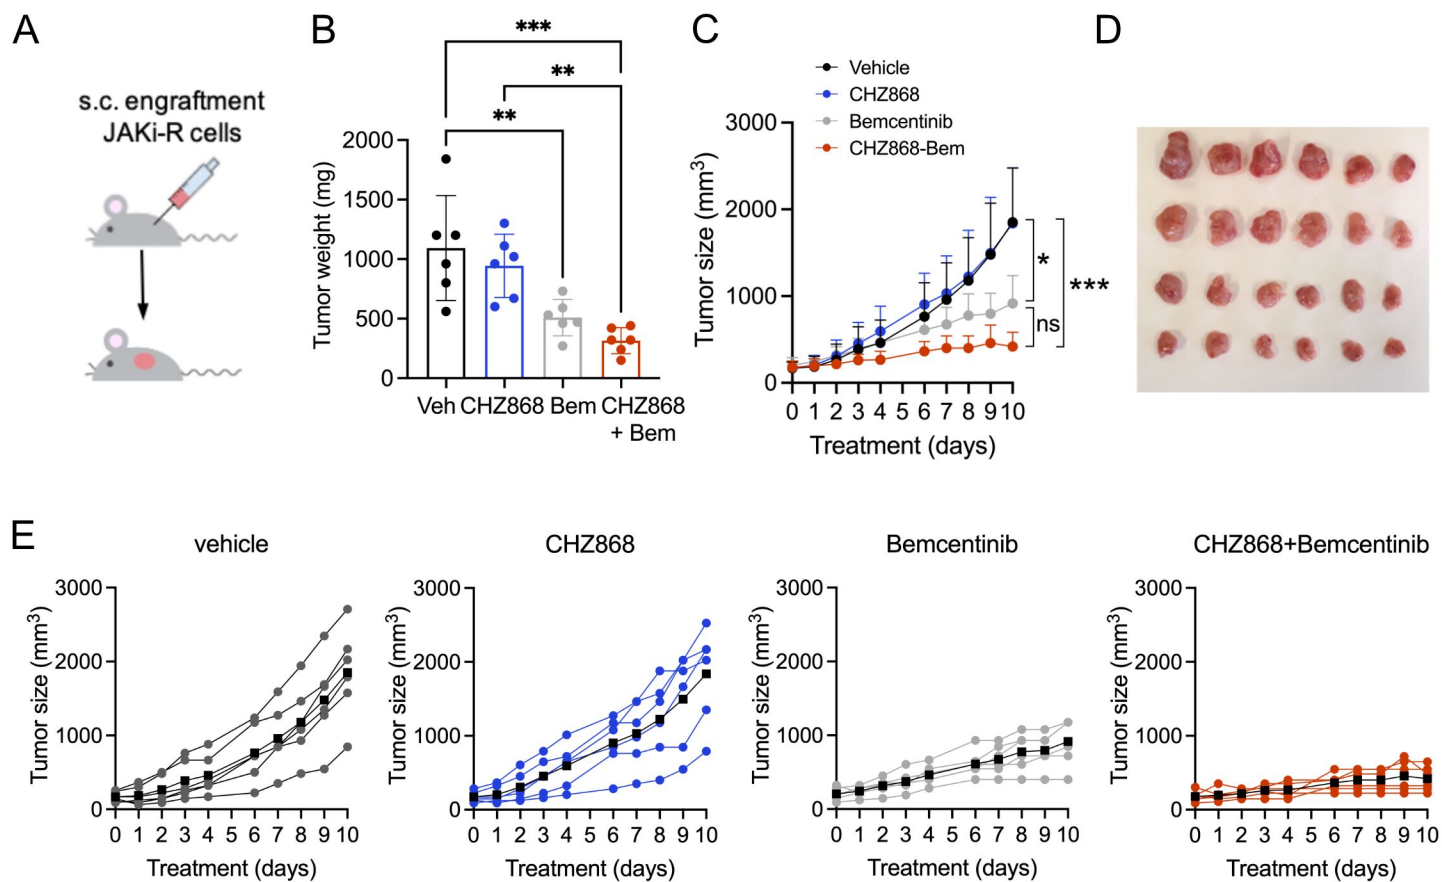 A
s.c. engraftment
JAKi-R cells
B
***
**
**
Tumor weight (mg)
2000
1500
1000
500
0
Veh CHZ868 Bem CHZ868
+ Bem
C
Vehicle
CHZ868
Bemcentinib
CHZ868-Bem
Tumor size (mm³)
3000
2000
1000
0
*
***
ns
0 1 2 3 4 5 6 7 8 9 10
Treatment (days)
D
E
vehicle
Tumor size (mm³)
3000
2000
1000
0
0 1 2 3 4 5 6 7 8 9 10
Treatment (days)
CHZ868
Tumor size (mm³)
3000
2000
1000
0
0 1 2 3 4 5 6 7 8 9 10
Treatment (days)
Bemcentinib
Tumor size (mm³)
3000
2000
1000
0
0 1 2 3 4 5 6 7 8 9 10
Treatment (days)
CHZ868+Bemcentinib
Tumor size (mm³)
3000
2000
1000
0
0 1 2 3 4 5 6 7 8 9 10
Treatment (days)